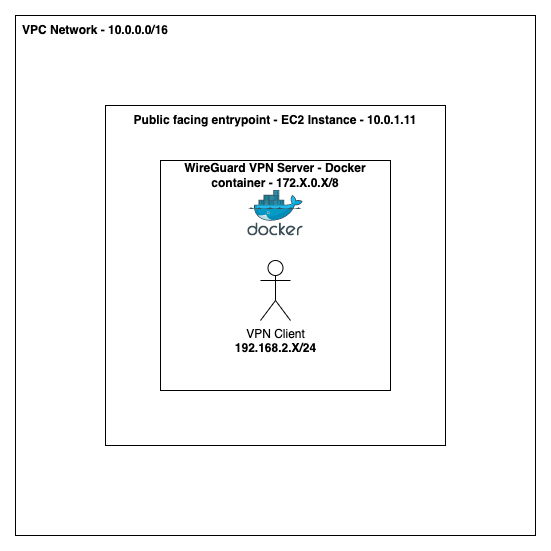 VPC Network - 10.0.0.0/16
Public facing entrypoint - EC2 Instance - 10.0.1.11
WireGuard VPN Server - Docker
container - 172.X.0.X/8
docker
VPN Client
192.168.2.X/24